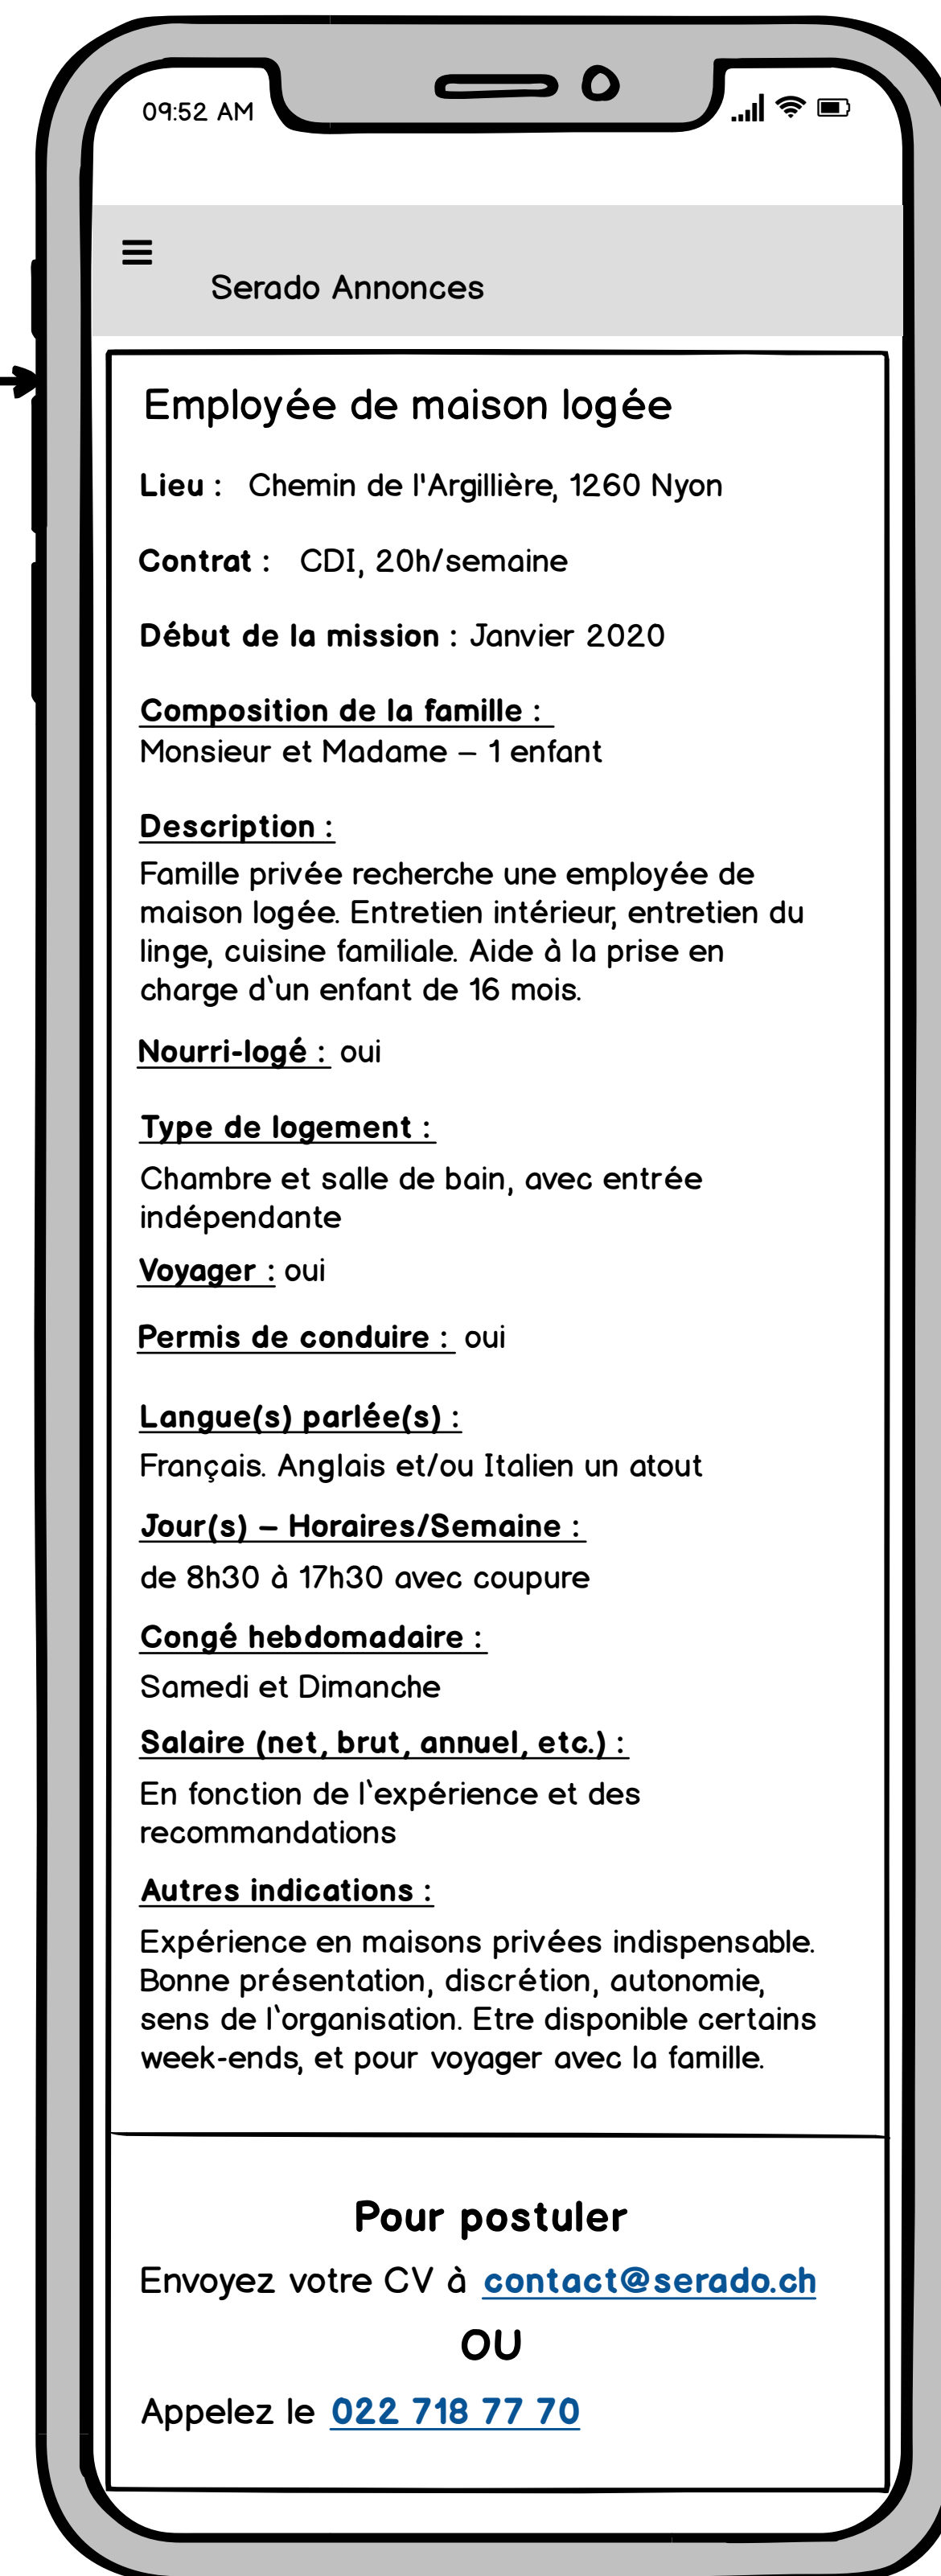 09:52 AM
Serado Annonces
Employée de maison logée
Lieu : Chemin de l'Argillière, 1260 Nyon
Contrat : CDI, 20h/semaine
Début de la mission : Janvier 2020
Composition de la famille :
Monsieur et Madame – 1 enfant
Description :
Famille privée recherche une employée de
maison logée. Entretien intérieur, entretien du
linge, cuisine familiale. Aide à la prise en
charge d`un enfant de 16 mois.
Nourri-logé : oui
Type de logement :
Chambre et salle de bain, avec entrée
indépendante
Voyager : oui
Permis de conduire : oui
Langue(s) parlée(s) :
Français. Anglais et/ou Italien un atout
Jour(s) – Horaires/Semaine :
de 8h30 à 17h30 avec coupure
Congé hebdomadaire :
Samedi et Dimanche
Salaire (net, brut, annuel, etc.) :
En fonction de l`expérience et des
recommandations
Autres indications :
Expérience en maisons privées indispensable.
Bonne présentation, discrétion, autonomie,
sens de l`organisation. Etre disponible certains
week-ends, et pour voyager avec la famille.
Pour postuler
Envoyez votre CV à contact@serado.ch
OU
Appelez le 022 718 77 70